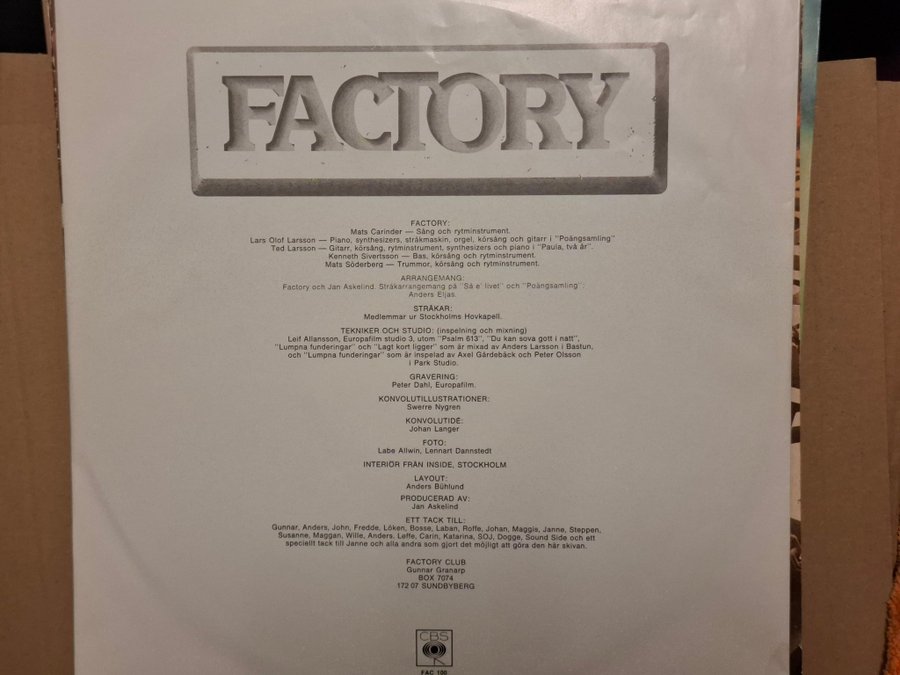 FACTORY
FACTORY:
Mats Carinder — Sång och rytminstrument.
Lars Olof Larsson — Piano, synthesizers, stråkmaskin, orgel, körsång och gitarr i "Poängsamling"
Ted Larsson — Gitarr, körsång, rytminstrument, synthesizers och piano i "Paula, två år".
Kenneth Sivertsson — Bas, körsång och rytminstrument.
Mats Söderberg — Trummor, körsång och rytminstrument.
ARRANGEMANG:
Factory och Jan Askelind. Stråkarrangemang på "Så e' livet" och "Poängsamling":
Anders Eljas.
STRÅKAR:
Medlemmar ur Stockholms Hovkapell.
TEKNIKER OCH STUDIO: (inspelning och mixning)
Leif Allansson, Europafilm studio 3, utom "Psalm 613", "Du kan sova gott i natt",
"Lumpna funderingar" och "Lagt kort ligger" som är mixad av Anders Larsson i Bastun,
och "Lumpna funderingar" som är inspelad av Axel Gårdebäck och Peter Olsson
i Park Studio.
GRAVERING:
Peter Dahl, Europafilm.
KONVOLUTILLUSTRATIONER:
Swerre Nygren
KONVOLUTIDÉ:
Johan Langer
FOTO:
Labe Allwin, Lennart Dannstedt
INTERIÖR FRÅN INSIDE, STOCKHOLM
LAYOUT:
Anders Bühlund
PRODUCERAD AV:
Jan Askelind
ETT TACK TILL:
Gunnar, Anders, John, Fredde, Löken, Bosse, Laban, Roffe, Johan, Maggis, Janne, Steppen,
Susanne, Maggan, Wille, Anders, Leffe, Carin, Katarina, SOJ, Dogge, Sound Side och ett
speciellt tack till Janne och alla andra som gjort det möjligt att göra den här skivan.
FACTORY CLUB
Gunnar Granarp
BOX 7074
172 07 SUNDBYBERG
CBS
FAC 100